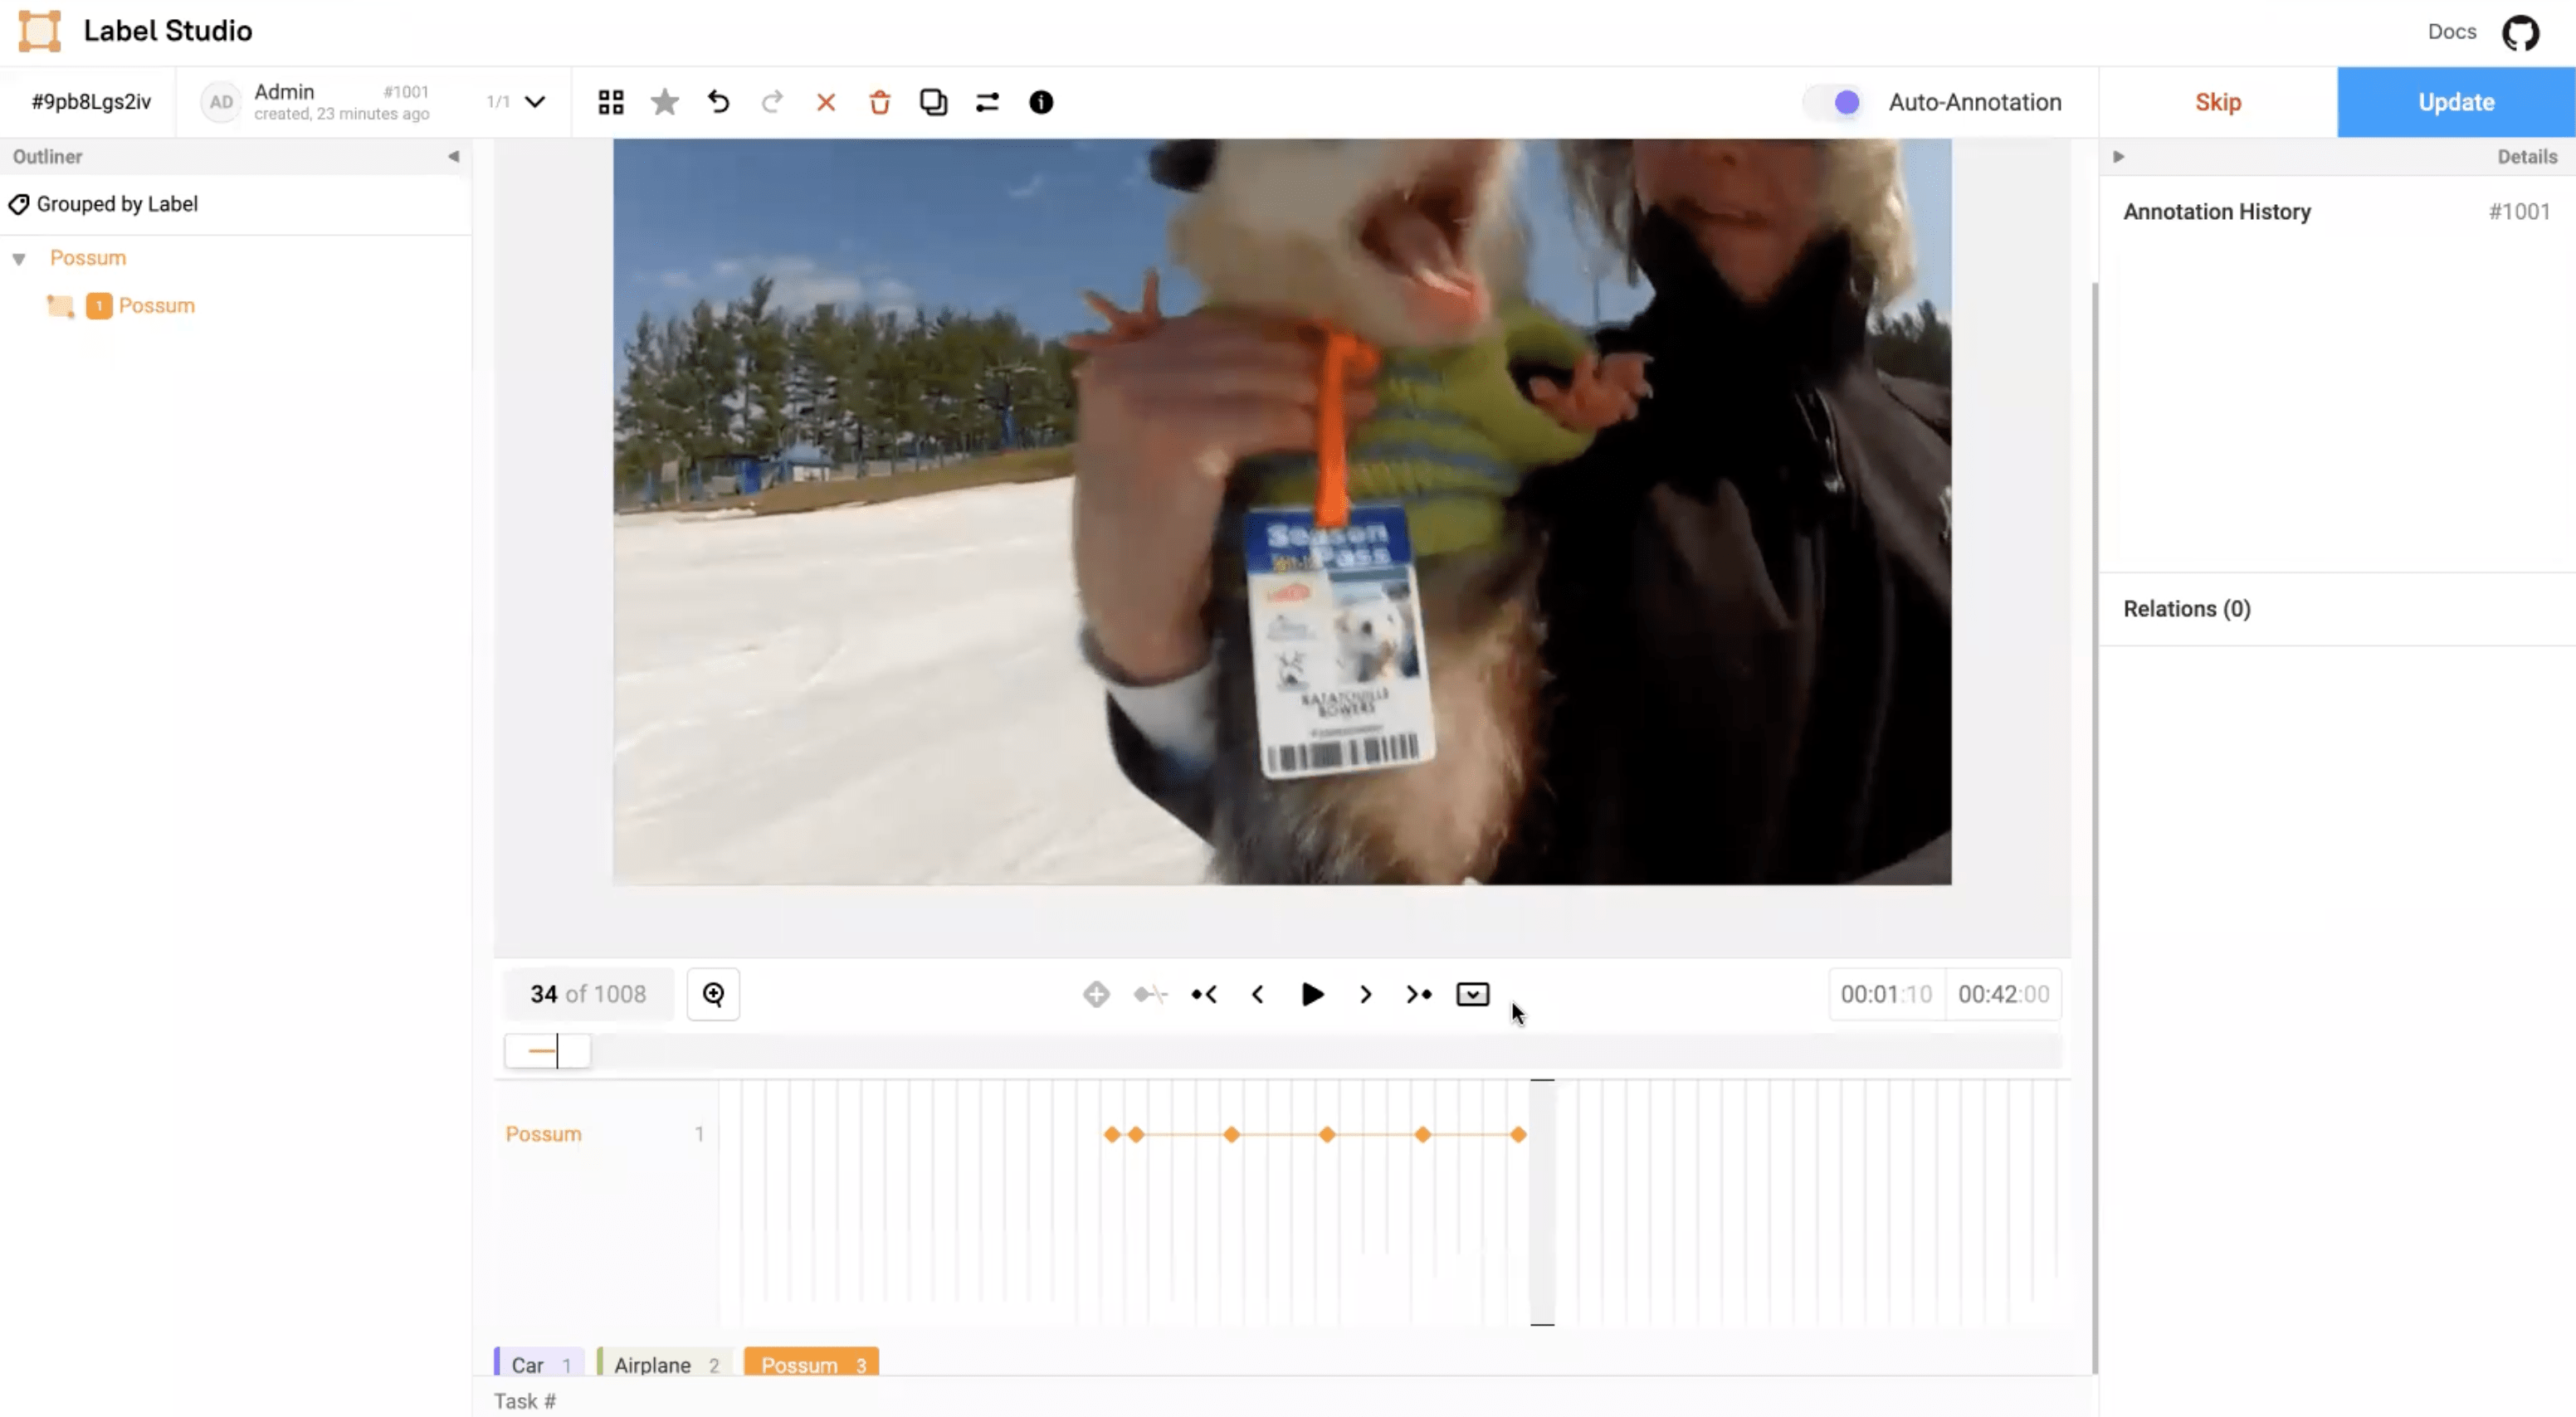 Label Studio
Docs
#9pb8Lgs2iv
AD
Admin #1001
created, 23 minutes ago
1/1
Auto-Annotation
Skip
Update
Outliner
Details
Grouped by Label
Annotation History #1001
Possum
1 Possum
Relations (0)
Season
Pass
RATATOUILLE
BOWERS
34 of 1008
00:01:10
00:42:00
Possum 1
Car 1
Airplane 2
Possum 3
Task #